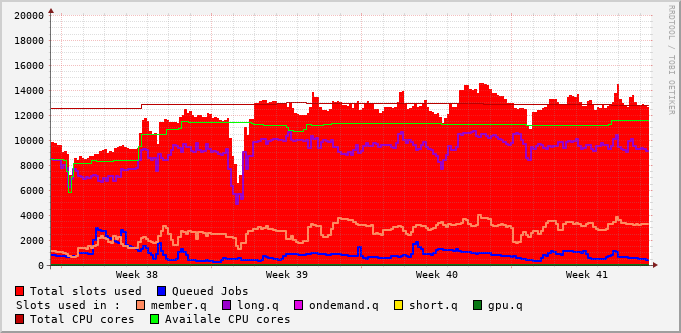 RRDTOOL / TOBI OETIKER
20000
18000
16000
14000
12000
10000
8000
6000
4000
2000
0
Week 38 Week 39 Week 40 Week 41
Total slots used Queued Jobs
Slots used in : member.q long.q ondemand.q short.q gpu.q
Total CPU cores Availale CPU cores